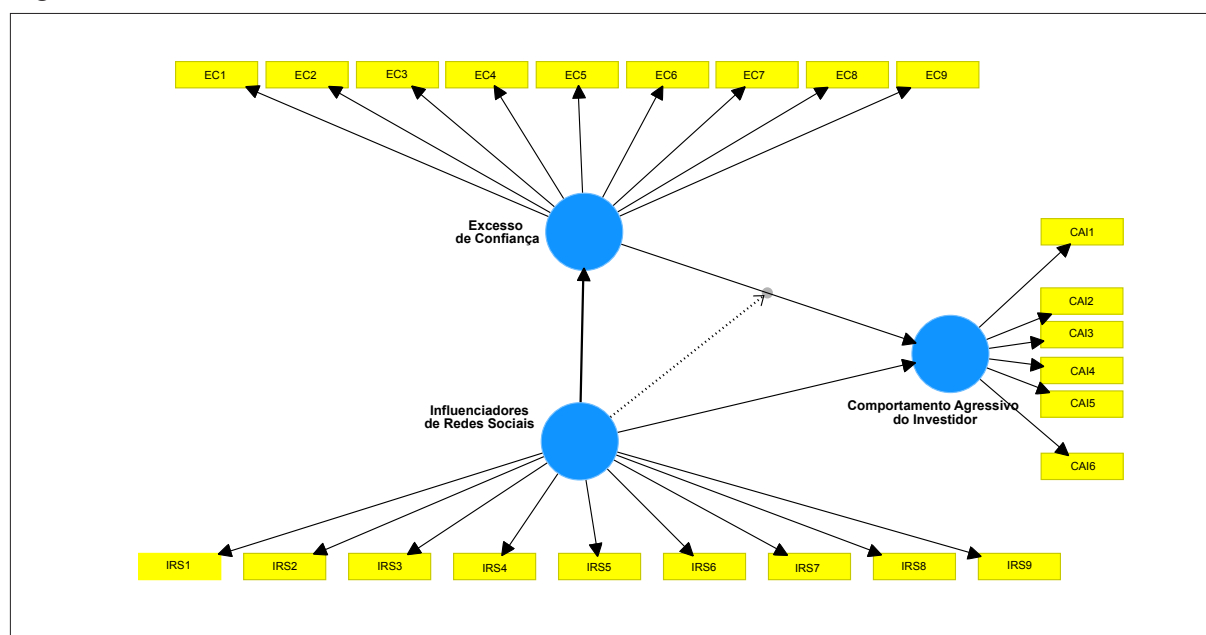 EC1
EC2
EC3
EC4
EC5
EC6
EC7
EC8
EC9
Excesso
de Confiança
CAI1
CAI2
CAI3
CAI4
CAI5
CAI6
Comportamento Agressivo
do Investidor
Influenciadores
de Redes Sociais
IRS1
IRS2
IRS3
IRS4
IRS5
IRS6
IRS7
IRS8
IRS9